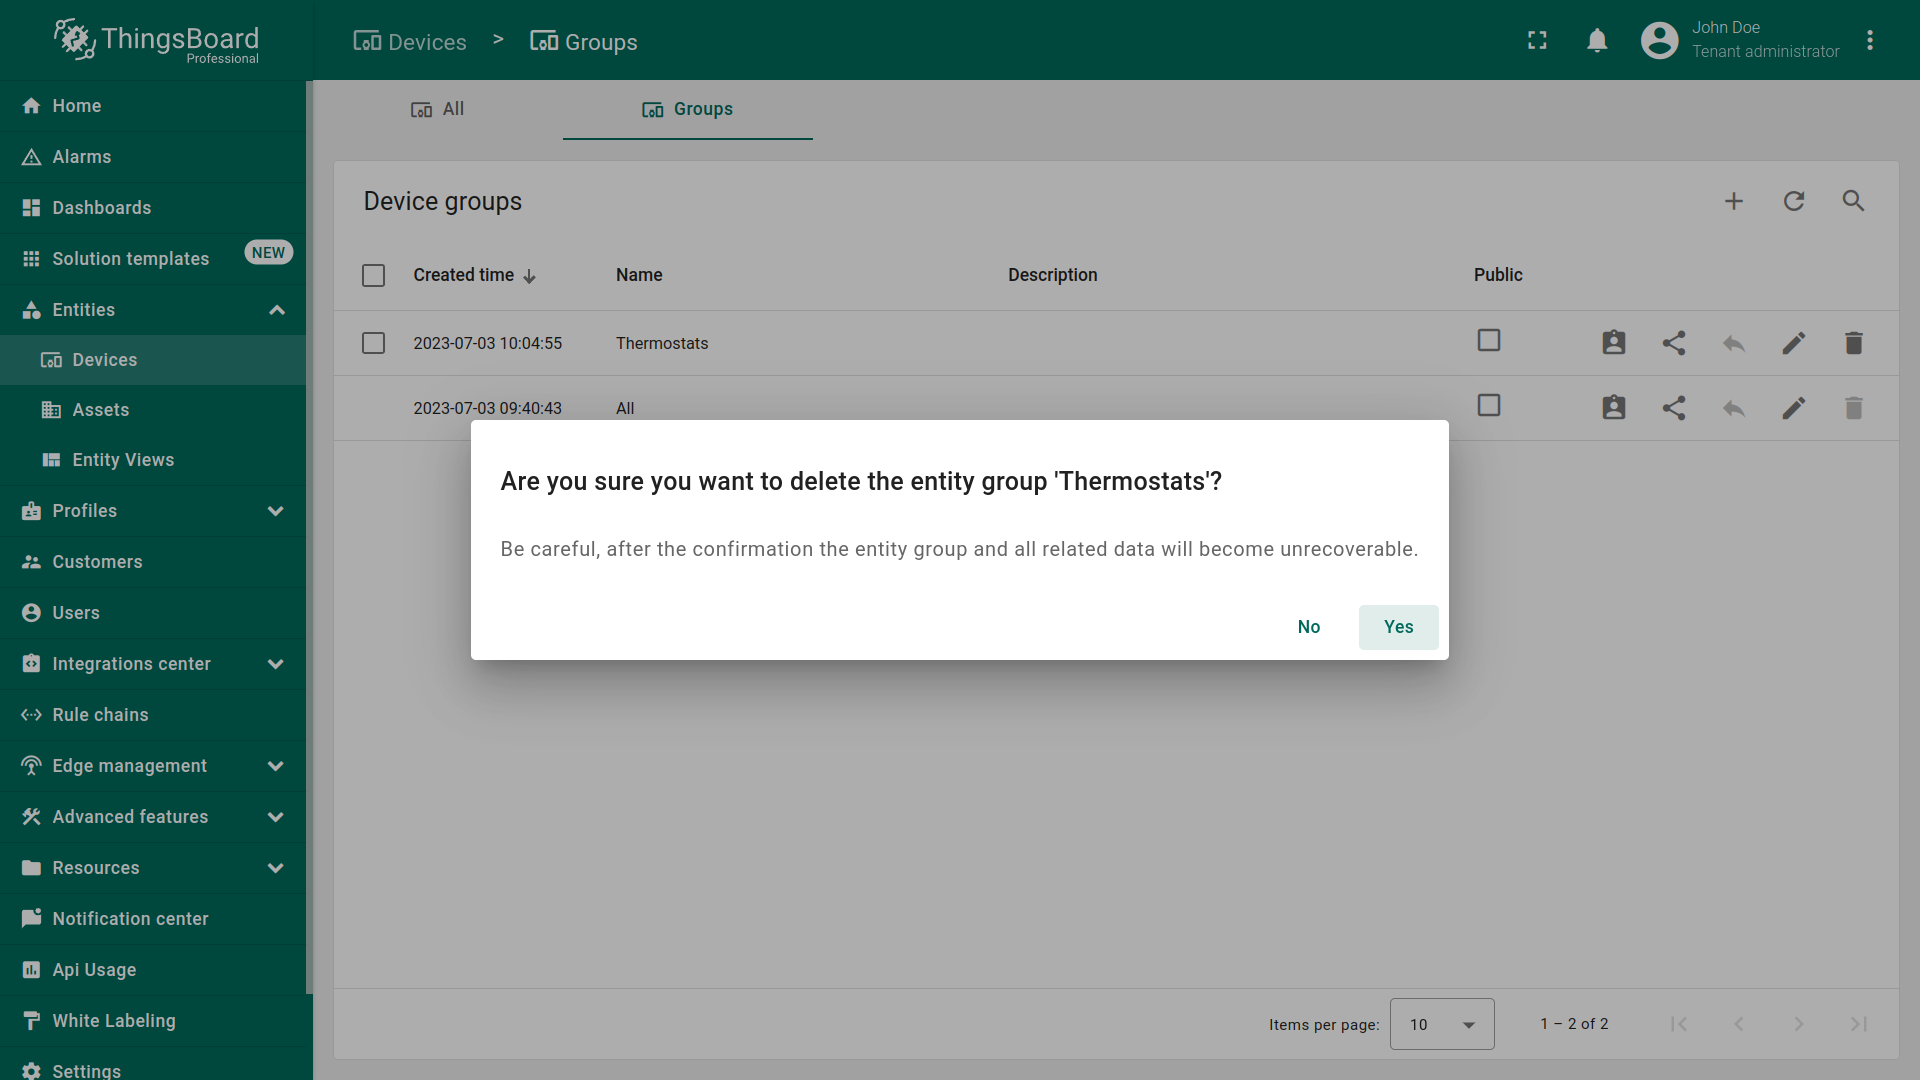 ThingsBoard
Professional
Devices > Groups
John Doe
Tenant administrator
Home
Alarms
Dashboards
Solution templates NEW
Entities
Devices
Assets
Entity Views
Profiles
Customers
Users
Integrations center
Rule chains
Edge management
Advanced features
Resources
Notification center
Api Usage
White Labeling
Settings
All Groups
Device groups
Created time Name Description Public
2023-07-03 10:04:55 Thermostats
2023-07-03 09:40:43 All
Are you sure you want to delete the entity group 'Thermostats'?
Be careful, after the confirmation the entity group and all related data will become unrecoverable.
No Yes
Items per page: 10 1 – 2 of 2